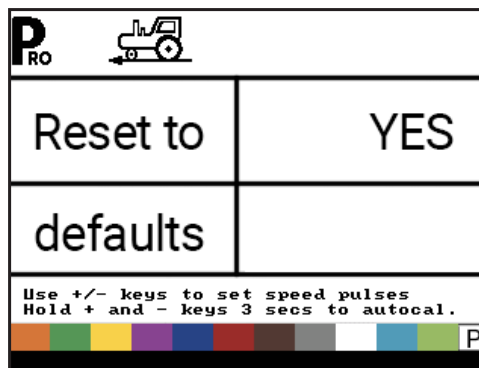 PRO
Reset to YES
defaults
Use +/- keys to set speed pulses
Hold + and - keys 3 secs to autocal.
P